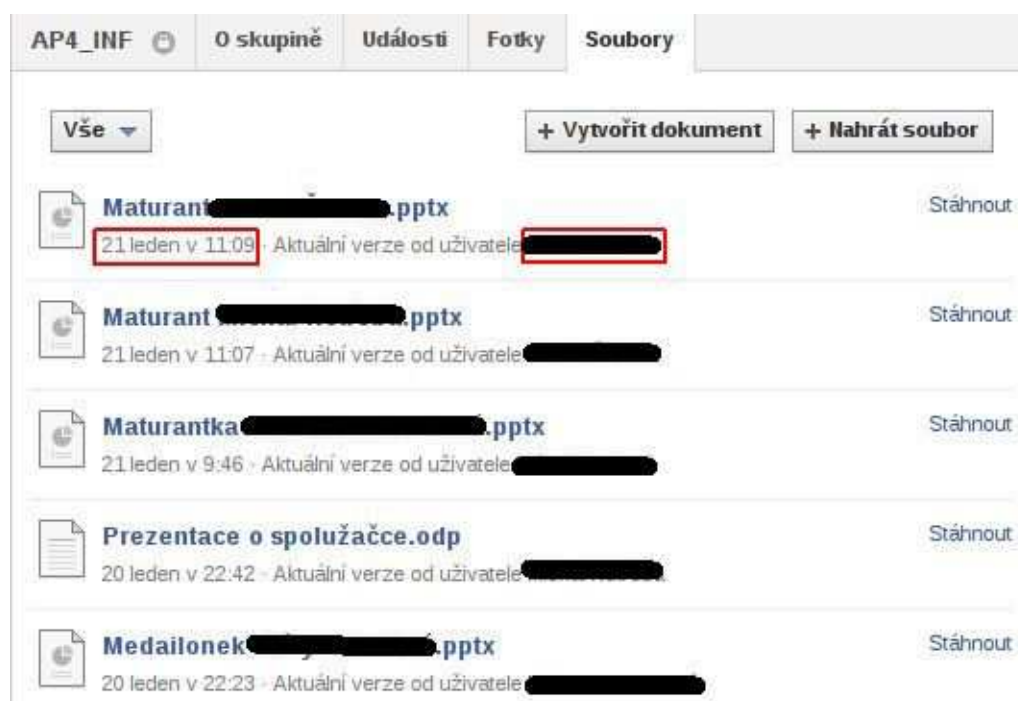 AP4_INF O skupině Události Fotky Soubory
Vše + Vytvořit dokument + Nahrát soubor
Maturant .pptx Stáhnout
21 leden v 11:09 · Aktuální verze od uživatele
Maturant .pptx Stáhnout
21 leden v 11:07 · Aktuální verze od uživatele
Maturantka .pptx Stáhnout
21 leden v 9:46 · Aktuální verze od uživatele
Prezentace o spolužačce.odp Stáhnout
20 leden v 22:42 · Aktuální verze od uživatele
Medailonek .pptx Stáhnout
20 leden v 22:23 · Aktuální verze od uživatele